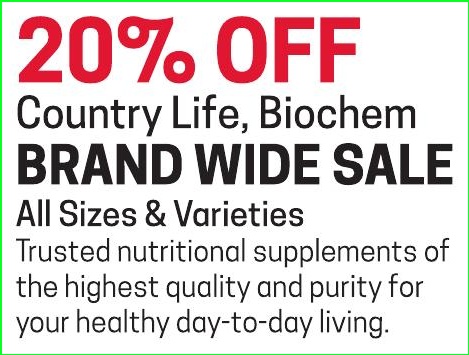 20% OFF
Country Life, Biochem
BRAND WIDE SALE
All Sizes & Varieties
Trusted nutritional supplements of
the highest quality and purity for
your healthy day-to-day living.